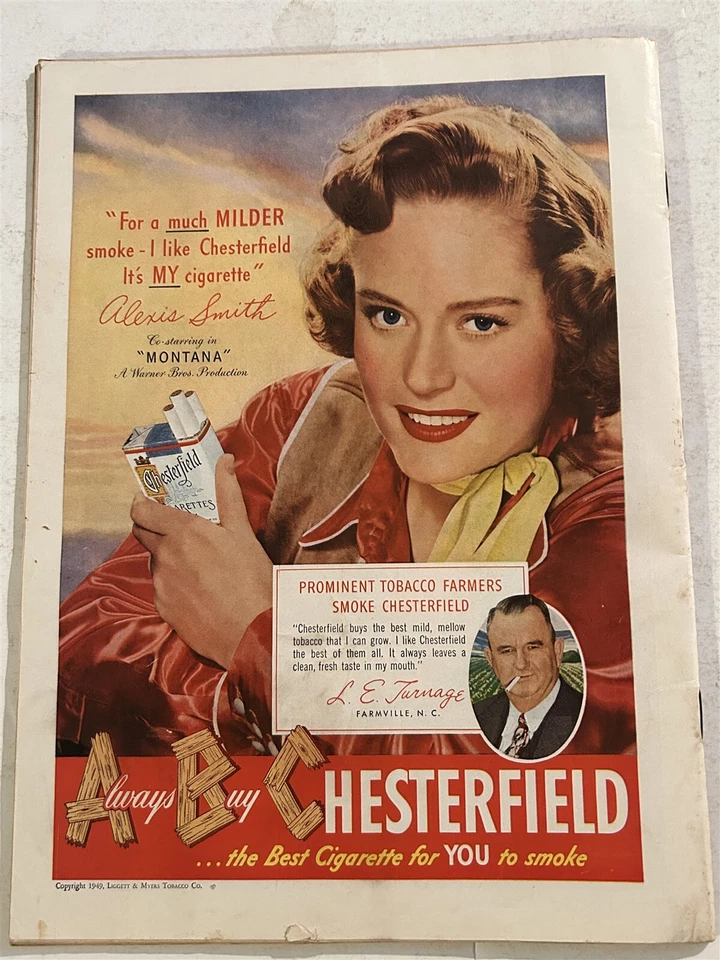 "For a much MILDER
smoke - I like Chesterfield
It's MY cigarette"
Alexis Smith
Co-starring in
"MONTANA"
A Warner Bros. Production
Chesterfield
ARETTES
PROMINENT TOBACCO FARMERS
SMOKE CHESTERFIELD
"Chesterfield buys the best mild, mellow
tobacco that I can grow. I like Chesterfield
the best of them all. It always leaves a
clean, fresh taste in my mouth."
L. E. Turnage
FARMVILLE, N. C.
Always Buy CHESTERFIELD
...the Best Cigarette for YOU to smoke
Copyright 1949, LIGGETT & MYERS TOBACCO CO.